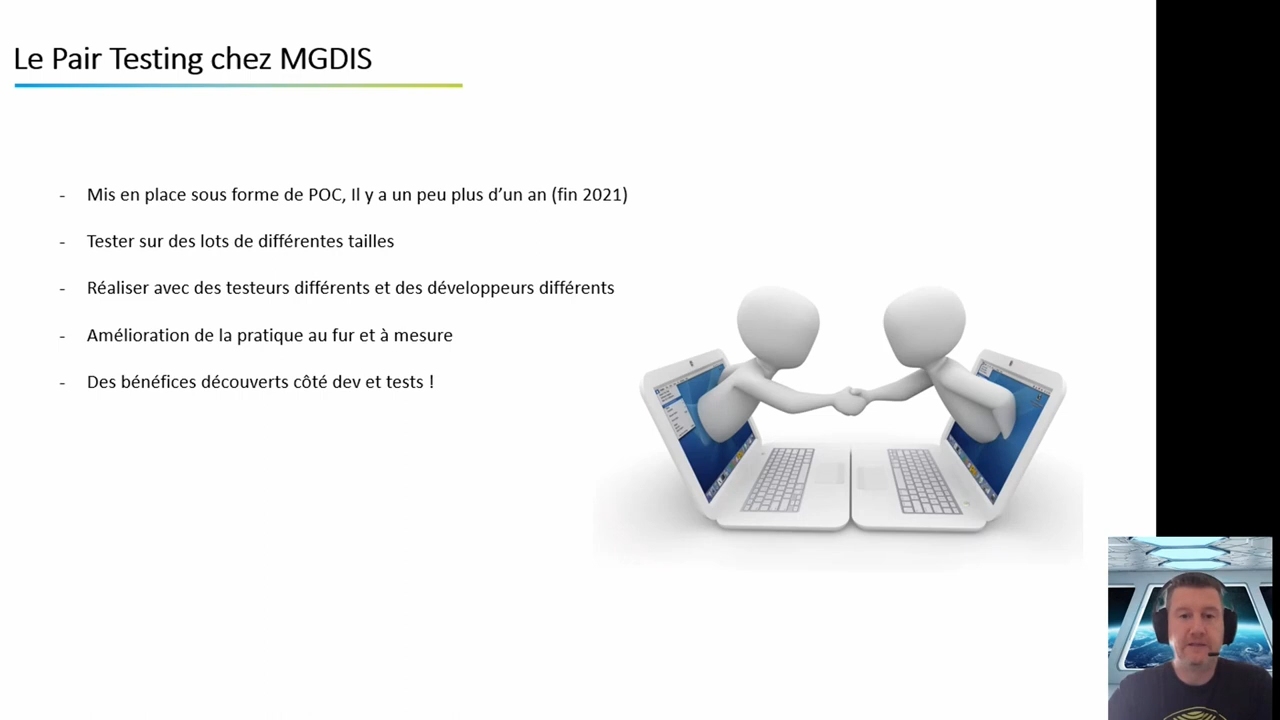 Le Pair Testing chez MGDIS
- Mis en place sous forme de POC, Il y a un peu plus d’un an (fin 2021)
- Tester sur des lots de différentes tailles
- Réaliser avec des testeurs différents et des développeurs différents
- Amélioration de la pratique au fur et à mesure
- Des bénéfices découverts côté dev et tests !